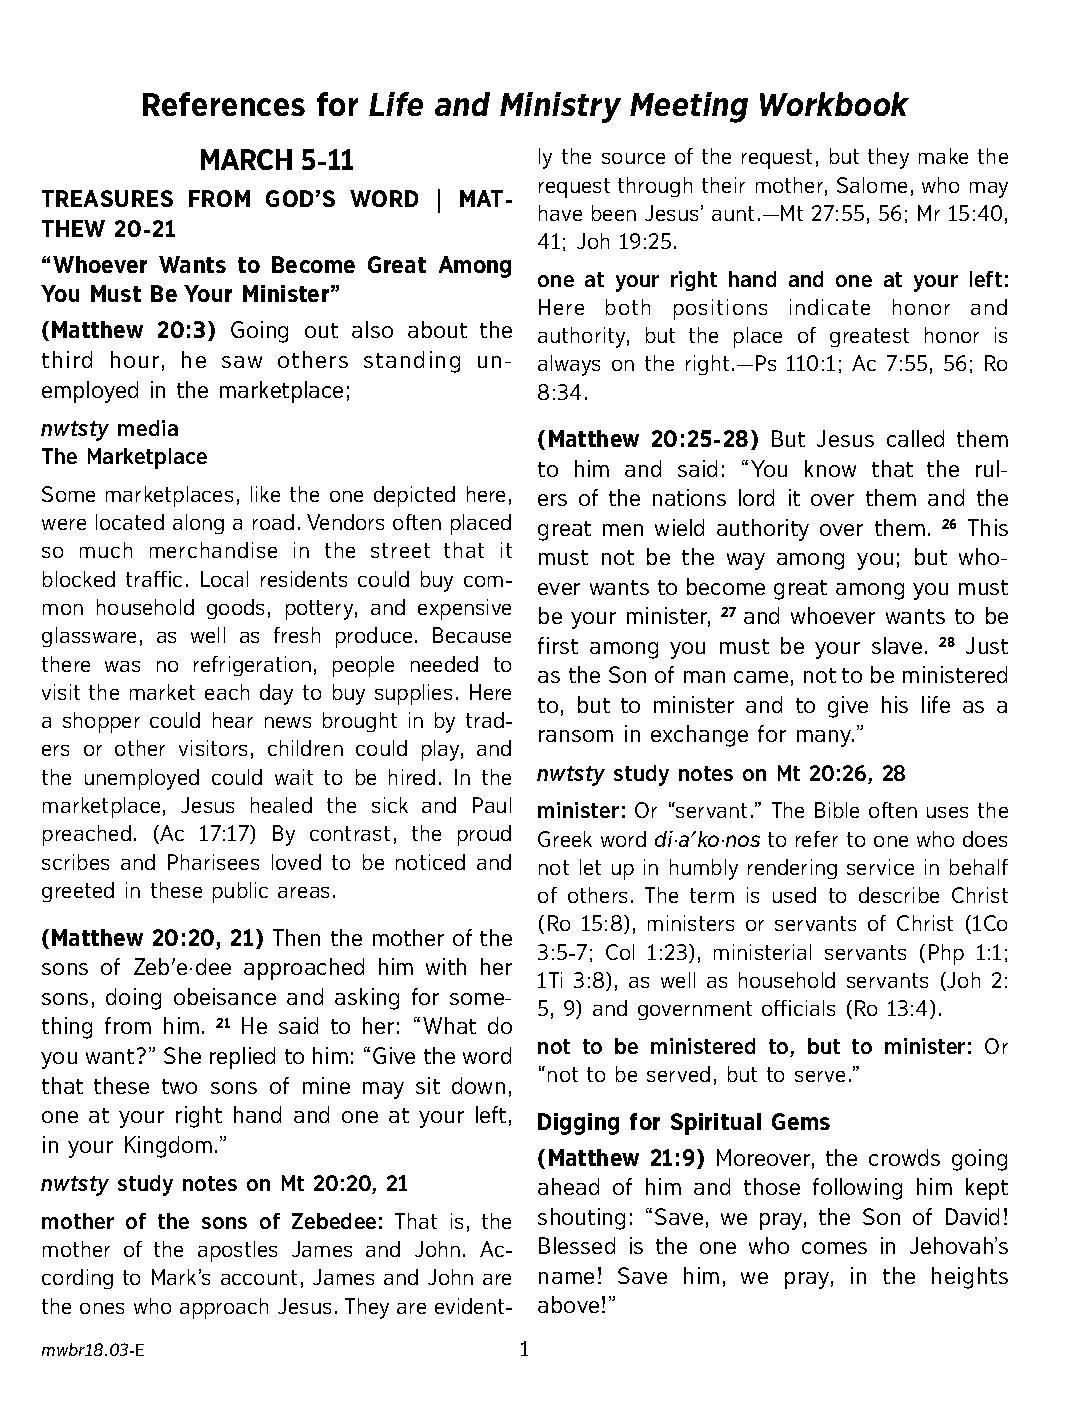 References for Life and Ministry Meeting Workbook
MARCH 5-11
TREASURES FROM GOD’S WORD | MAT-
THEW 20-21
“Whoever Wants to Become Great Among
You Must Be Your Minister”
(Matthew 20:3) Going out also about the
third hour, he saw others standing un-
employed in the marketplace;
nwtsty media
The Marketplace
Some marketplaces, like the one depicted here,
were located along a road. Vendors often placed
so much merchandise in the street that it
blocked traffic. Local residents could buy com-
mon household goods, pottery, and expensive
glassware, as well as fresh produce. Because
there was no refrigeration, people needed to
visit the market each day to buy supplies. Here
a shopper could hear news brought in by trad-
ers or other visitors, children could play, and
the unemployed could wait to be hired. In the
marketplace, Jesus healed the sick and Paul
preached. (Ac 17:17) By contrast, the proud
scribes and Pharisees loved to be noticed and
greeted in these public areas.
(Matthew 20:20, 21) Then the mother of the
sons of Zeb′e·dee approached him with her
sons, doing obeisance and asking for some-
thing from him. 21 He said to her: “What do
you want?” She replied to him: “Give the word
that these two sons of mine may sit down,
one at your right hand and one at your left,
in your Kingdom.”
nwtsty study notes on Mt 20:20, 21
mother of the sons of Zebedee: That is, the
mother of the apostles James and John. Ac-
cording to Mark’s account, James and John are
the ones who approach Jesus. They are evident-
ly the source of the request, but they make the
request through their mother, Salome, who may
have been Jesus’ aunt.—Mt 27:55, 56; Mr 15:40,
41; Joh 19:25.
one at your right hand and one at your left:
Here both positions indicate honor and
authority, but the place of greatest honor is
always on the right.—Ps 110:1; Ac 7:55, 56; Ro
8:34.
(Matthew 20:25-28) But Jesus called them
to him and said: “You know that the rul-
ers of the nations lord it over them and the
great men wield authority over them. 26 This
must not be the way among you; but who-
ever wants to become great among you must
be your minister, 27 and whoever wants to be
first among you must be your slave. 28 Just
as the Son of man came, not to be ministered
to, but to minister and to give his life as a
ransom in exchange for many.”
nwtsty study notes on Mt 20:26, 28
minister: Or “servant.” The Bible often uses the
Greek word di·a′ko·nos to refer to one who does
not let up in humbly rendering service in behalf
of others. The term is used to describe Christ
(Ro 15:8), ministers or servants of Christ (1Co
3:5-7; Col 1:23), ministerial servants (Php 1:1;
1Ti 3:8), as well as household servants (Joh 2:
5, 9) and government officials (Ro 13:4).
not to be ministered to, but to minister: Or
“not to be served, but to serve.”
Digging for Spiritual Gems
(Matthew 21:9) Moreover, the crowds going
ahead of him and those following him kept
shouting: “Save, we pray, the Son of David!
Blessed is the one who comes in Jehovah’s
name! Save him, we pray, in the heights
above!”
mwbr18.03-E
1